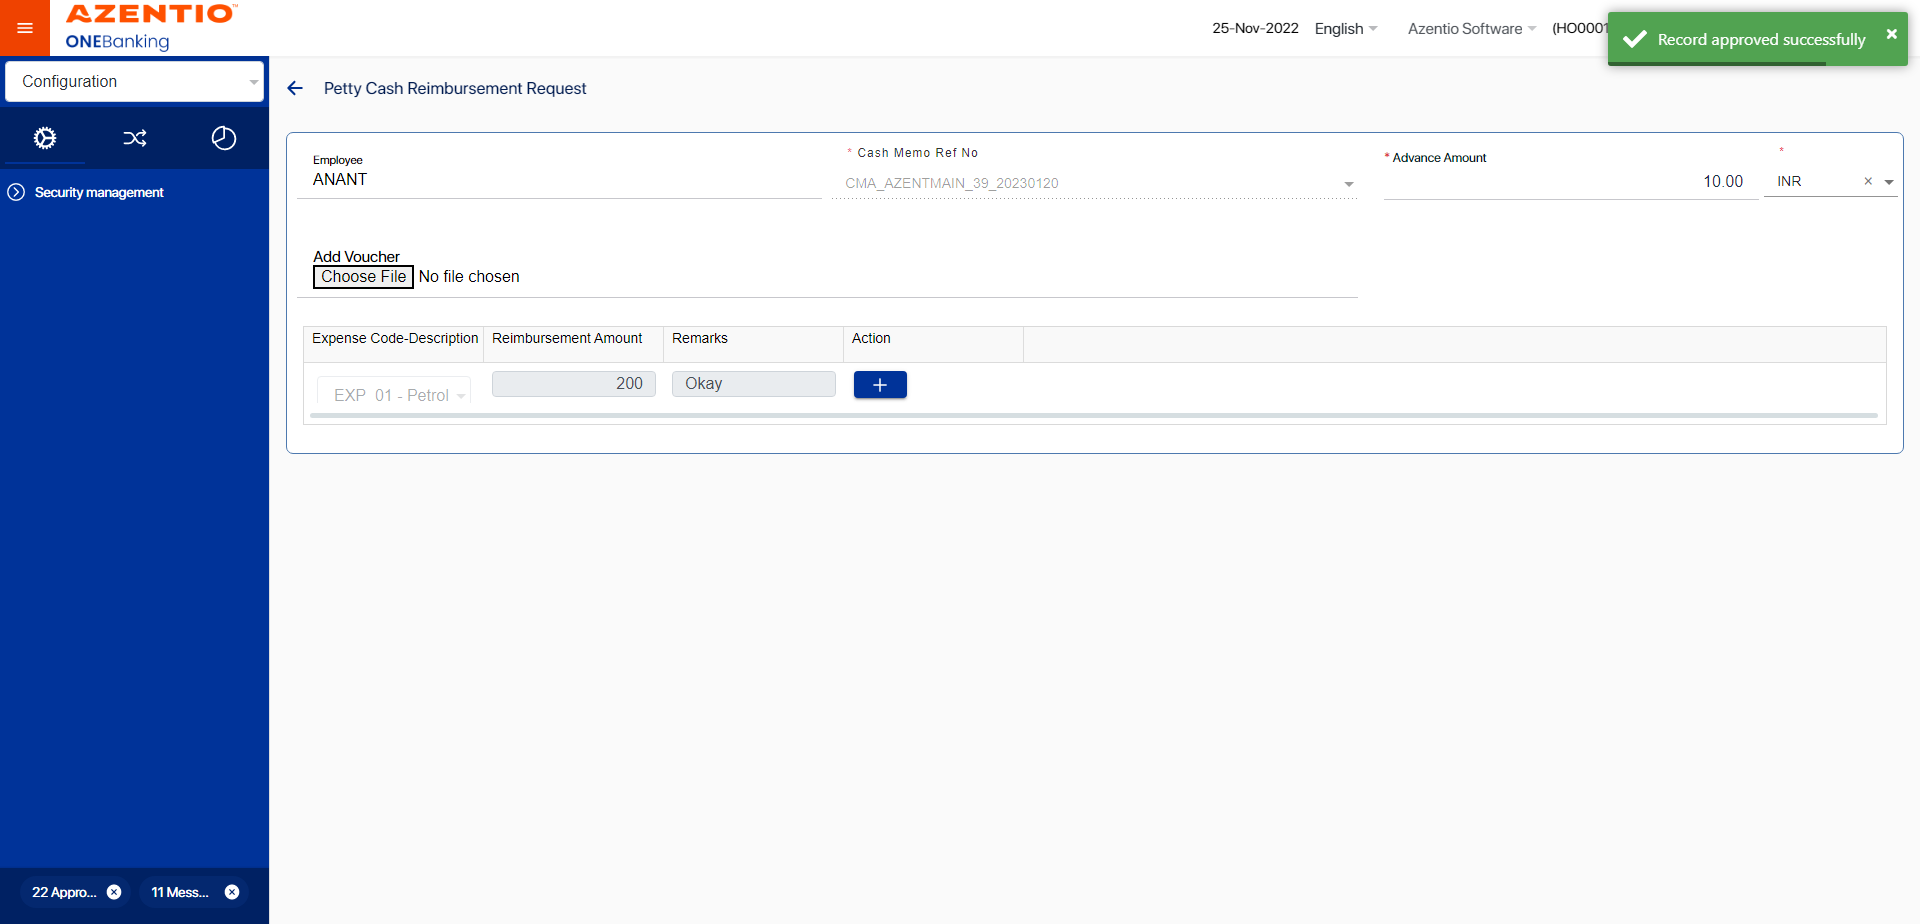 AZENTIO™
ONEBanking
25-Nov-2022 English Azentio Software (HO0001
Record approved successfully
Configuration
Petty Cash Reimbursement Request
Security management
Employee
ANANT
* Cash Memo Ref No
CMA_AZENTMAIN_39_20230120
* Advance Amount
10.00
*
INR
Add Voucher
Choose File No file chosen
Expense Code-Description Reimbursement Amount Remarks Action
EXP 01 - Petrol 200 Okay
22 Appro... 11 Mess...